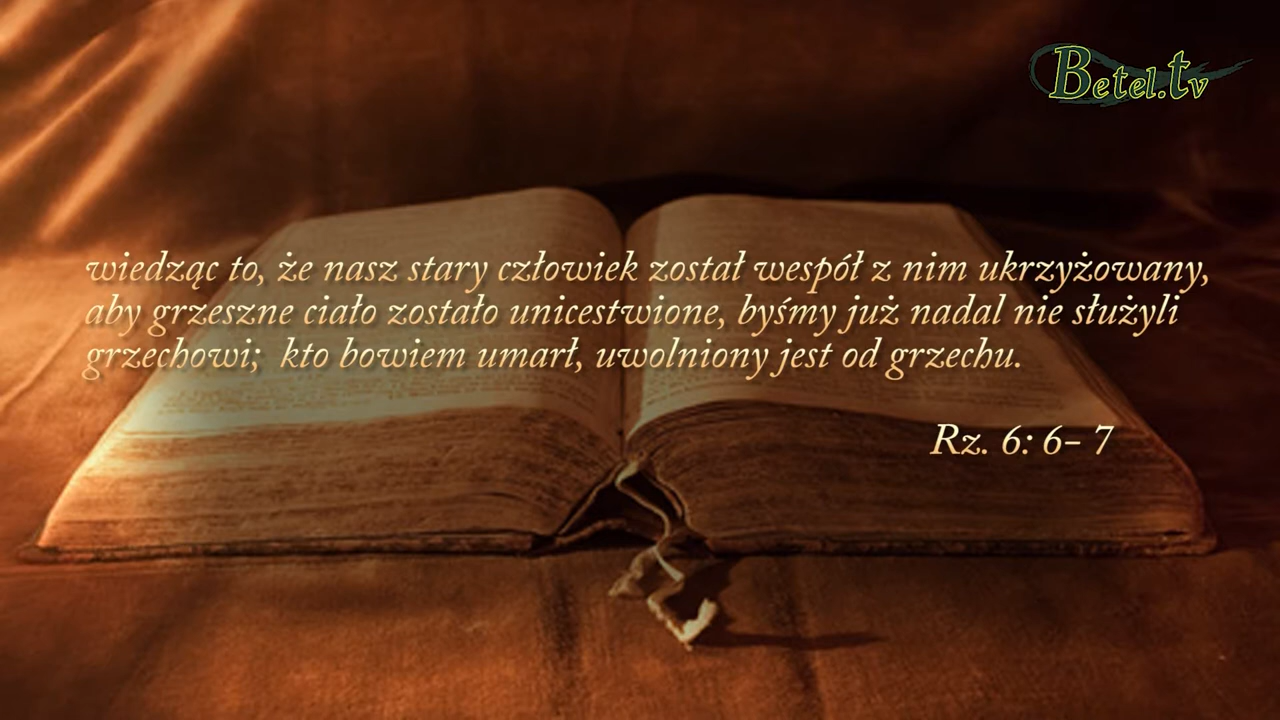 Betel.tv
wiedząc to, że nasz stary człowiek został wespół z nim ukrzyżowany,
aby grzeszne ciało zostało unicestwione, byśmy już nadal nie służyli
grzechowi;  kto bowiem umarł, uwolniony jest od grzechu.
Rz. 6: 6- 7